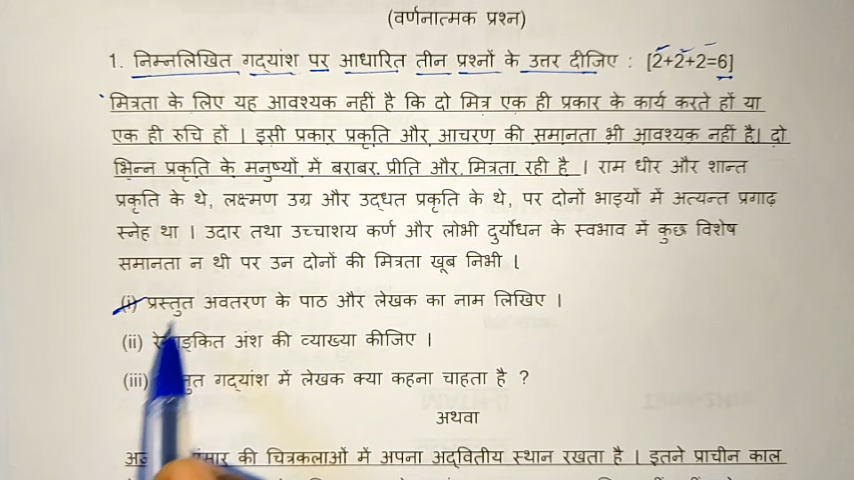 (वर्णनात्मक प्रश्न)
1. निम्नलिखित गद्यांश पर आधारित तीन प्रश्नों के उत्तर दीजिए : [2+2+2=6]
मित्रता के लिए यह आवश्यक नहीं है कि दो मित्र एक ही प्रकार के कार्य करते हों या
एक ही रुचि हों । इसी प्रकार प्रकृति और आचरण की समानता भी आवश्यक नहीं है। दो
भिन्न प्रकृति के मनुष्यों में बराबर प्रीति और मित्रता रही है । राम धीर और शान्त
प्रकृति के थे, लक्ष्मण उग्र और उद्धत प्रकृति के थे, पर दोनों भाइयों में अत्यन्त प्रगाढ़
स्नेह था । उदार तथा उच्चाशय कर्ण और लोभी दुर्योधन के स्वभाव में कुछ विशेष
समानता न थी पर उन दोनों की मित्रता खूब निभी ।
(i) प्रस्तुत अवतरण के पाठ और लेखक का नाम लिखिए ।
(ii) अंश की व्याख्या कीजिए ।
(iii) गद्यांश में लेखक क्या कहना चाहता है ?
अथवा
की चित्रकलाओं में अपना अद्वितीय स्थान रखता है । इतने प्राचीन काल